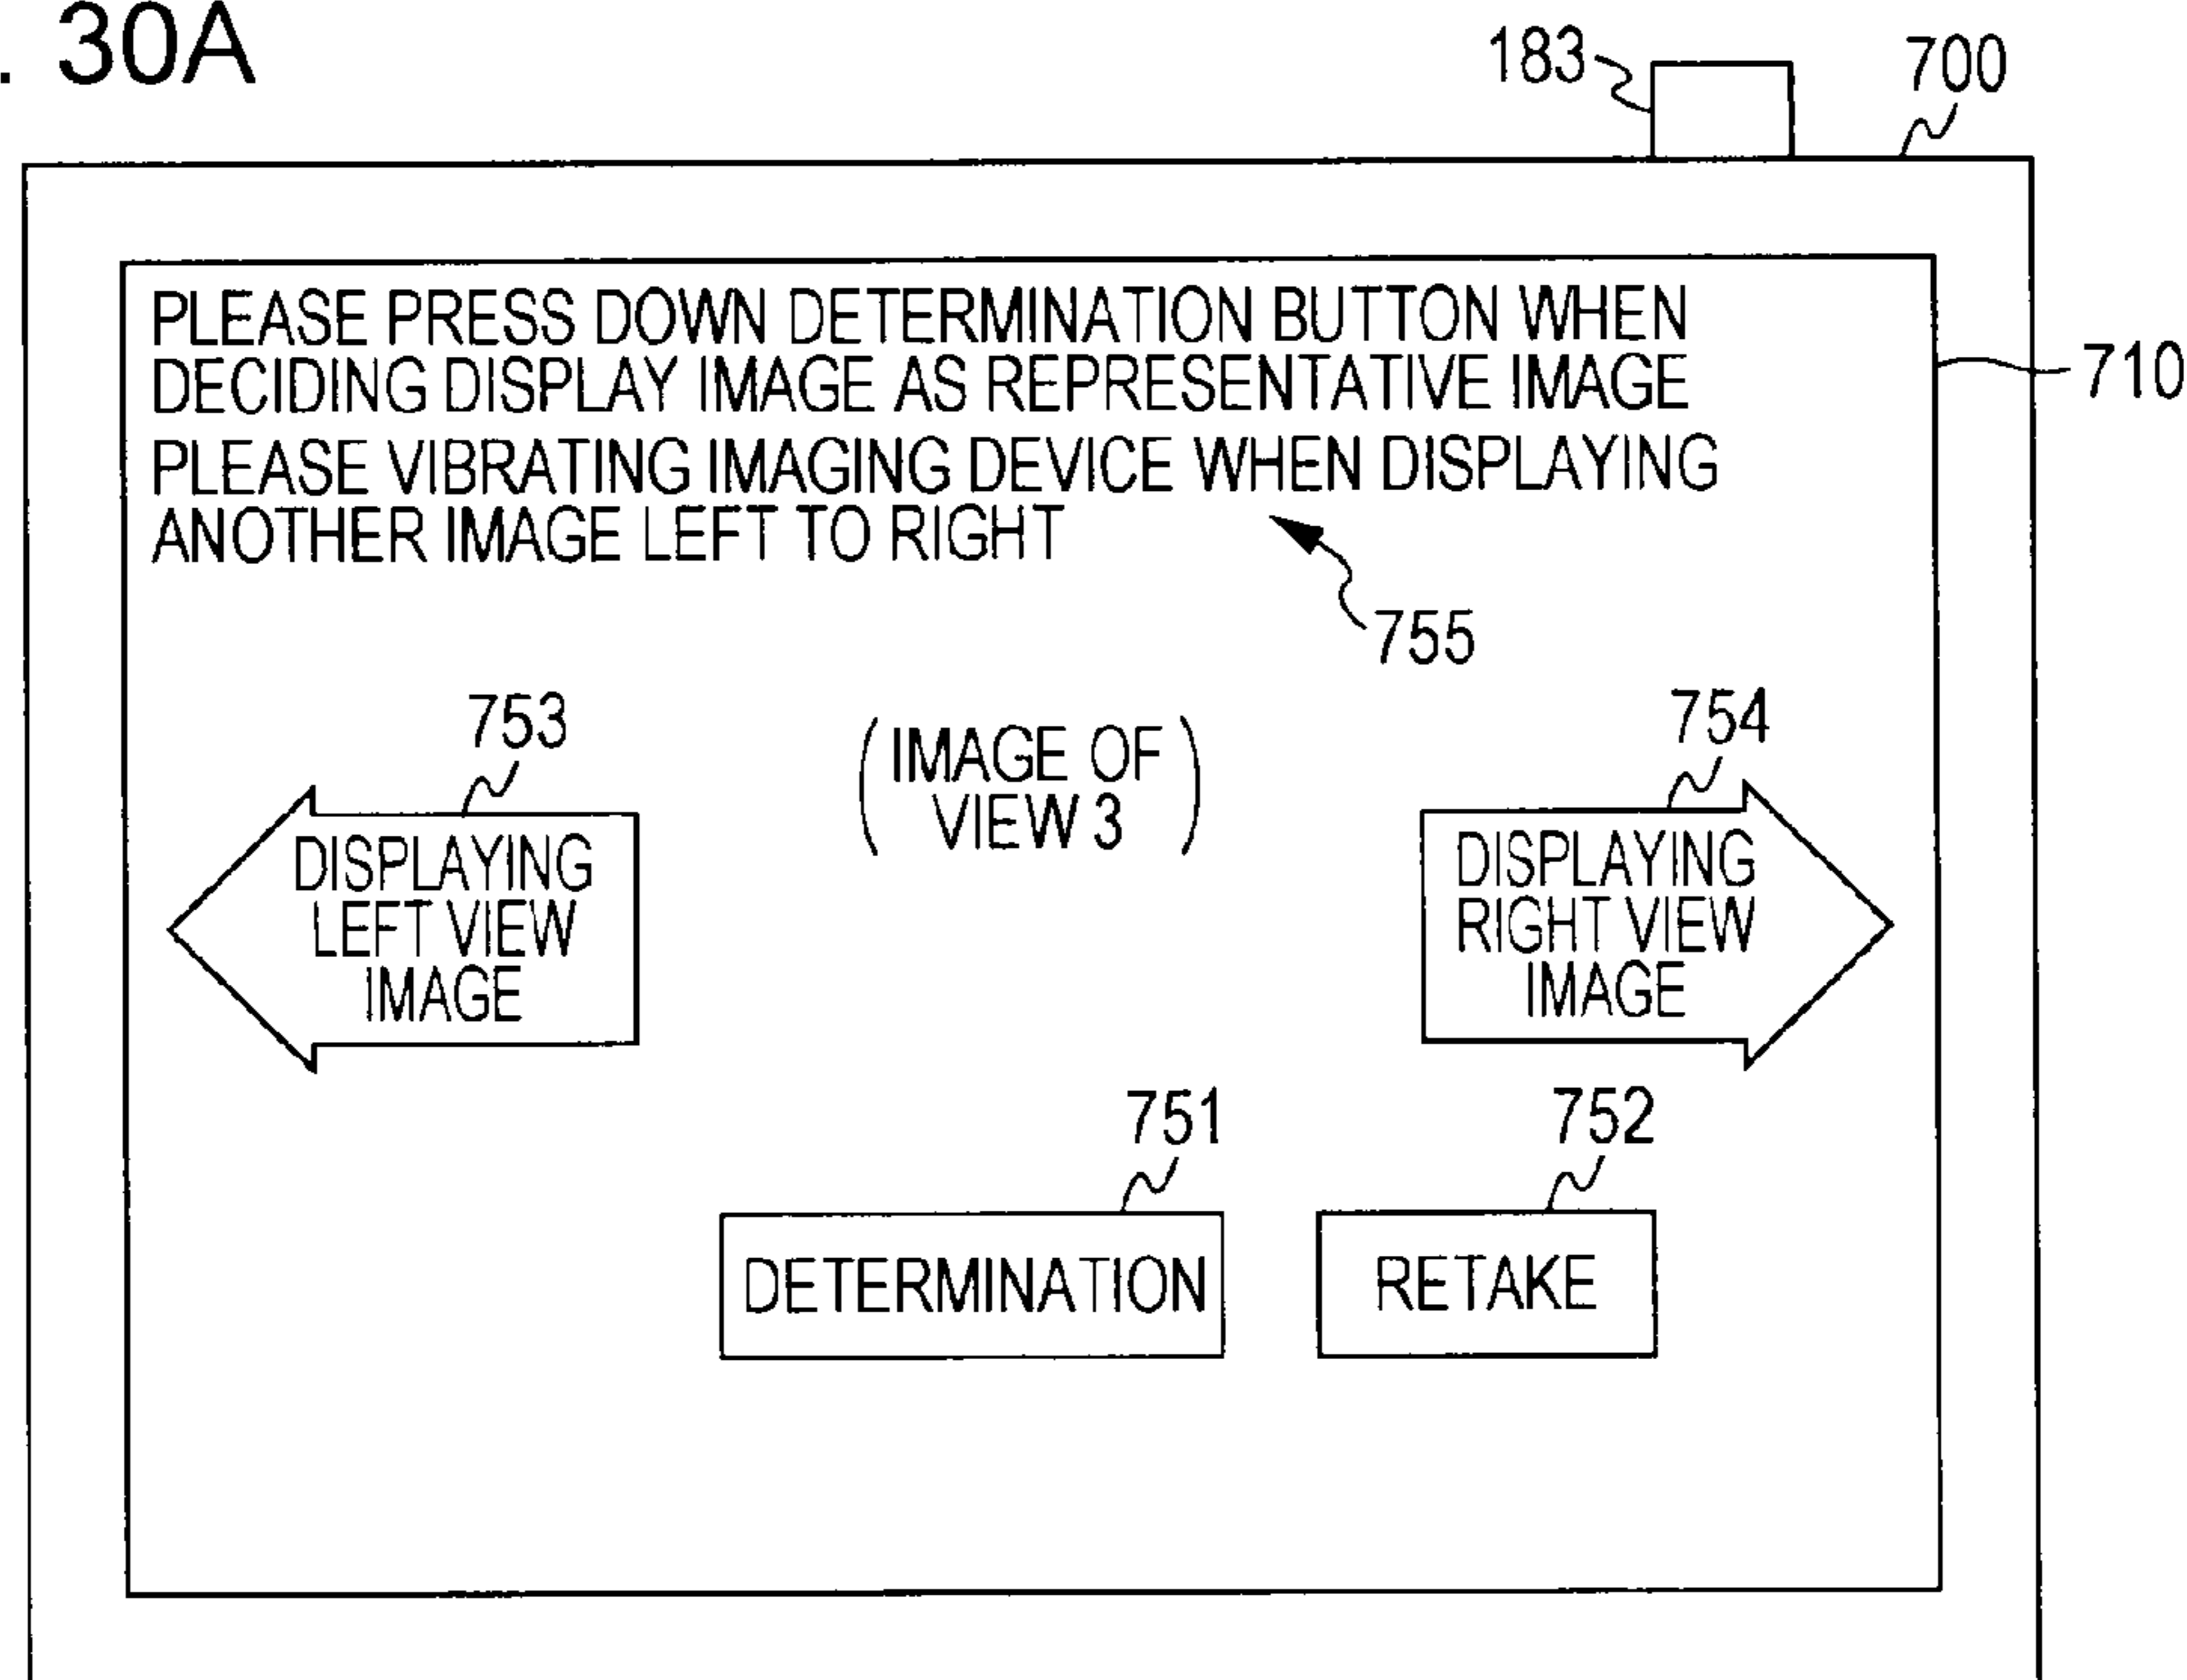 . 30A
183
700
PLEASE PRESS DOWN DETERMINATION BUTTON WHEN
DECIDING DISPLAY IMAGE AS REPRESENTATIVE IMAGE
710
PLEASE VIBRATING IMAGING DEVICE WHEN DISPLAYING
ANOTHER IMAGE LEFT TO RIGHT
755
753
754
(IMAGE OF
VIEW 3)
DISPLAYING
LEFT VIEW
IMAGE
DISPLAYING
RIGHT VIEW
IMAGE
751
752
DETERMINATION
RETAKE